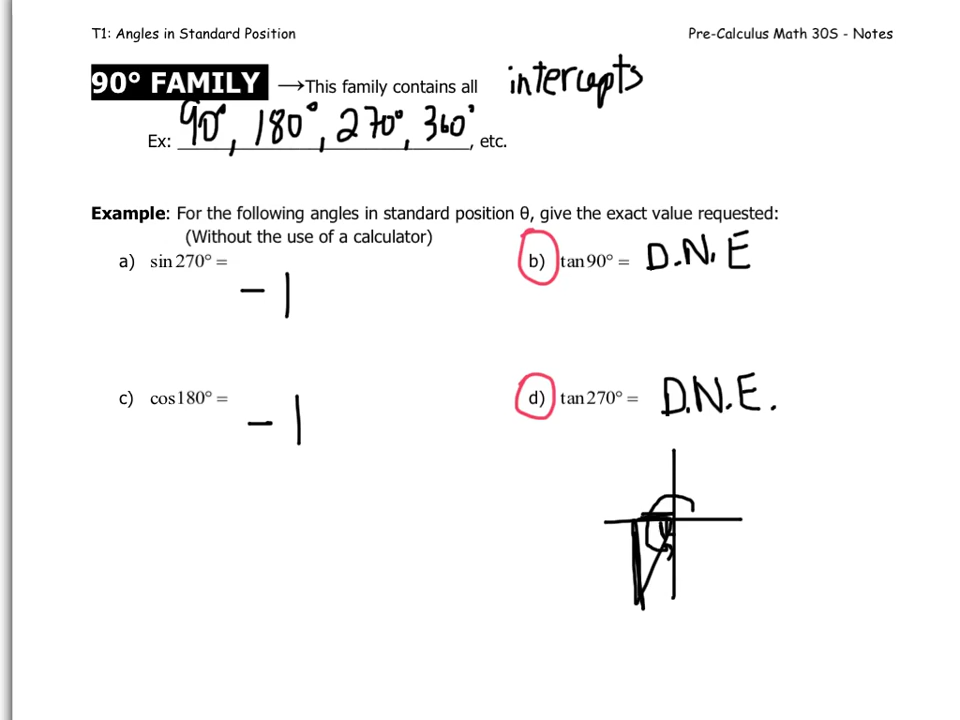 T1: Angles in Standard Position Pre-Calculus Math 30S - Notes
90° FAMILY →This family contains all intercepts
Ex: 90°, 180°, 270°, 360°, etc.
Example: For the following angles in standard position θ, give the exact value requested:
(Without the use of a calculator)
a) sin 270° = -1
b) tan 90° = D.N.E
c) cos 180° = -1
d) tan 270° = D.N.E.